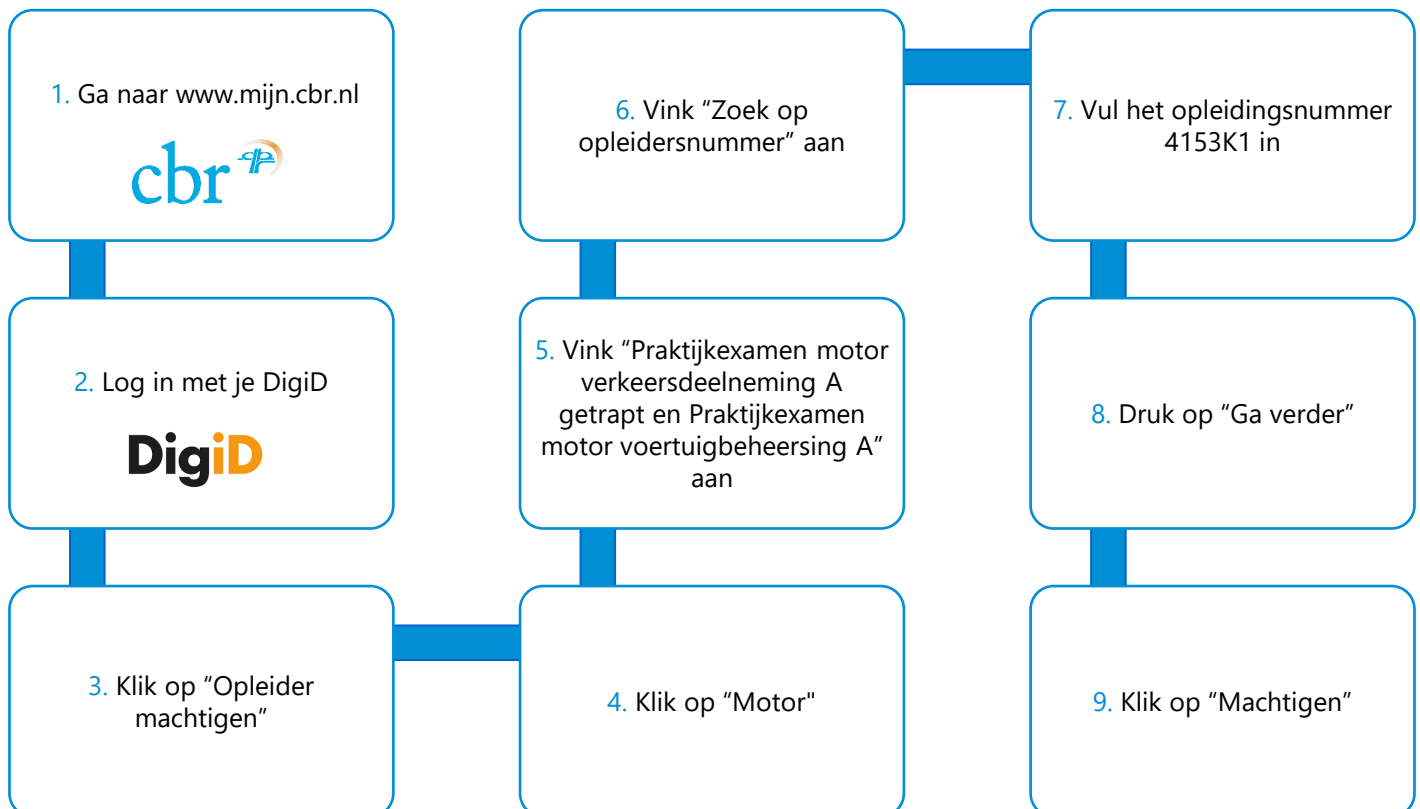 1. Ga naar www.mijn.cbr.nl
cbr
2. Log in met je DigiD
DigiD
3. Klik op “Opleider
machtigen”
4. Klik op “Motor"
5. Vink “Praktijkexamen motor
verkeersdeelneming A
getrapt en Praktijkexamen
motor voertuigbeheersing A”
aan
6. Vink “Zoek op
opleidersnummer” aan
7. Vul het opleidingsnummer
4153K1 in
8. Druk op “Ga verder”
9. Klik op “Machtigen”